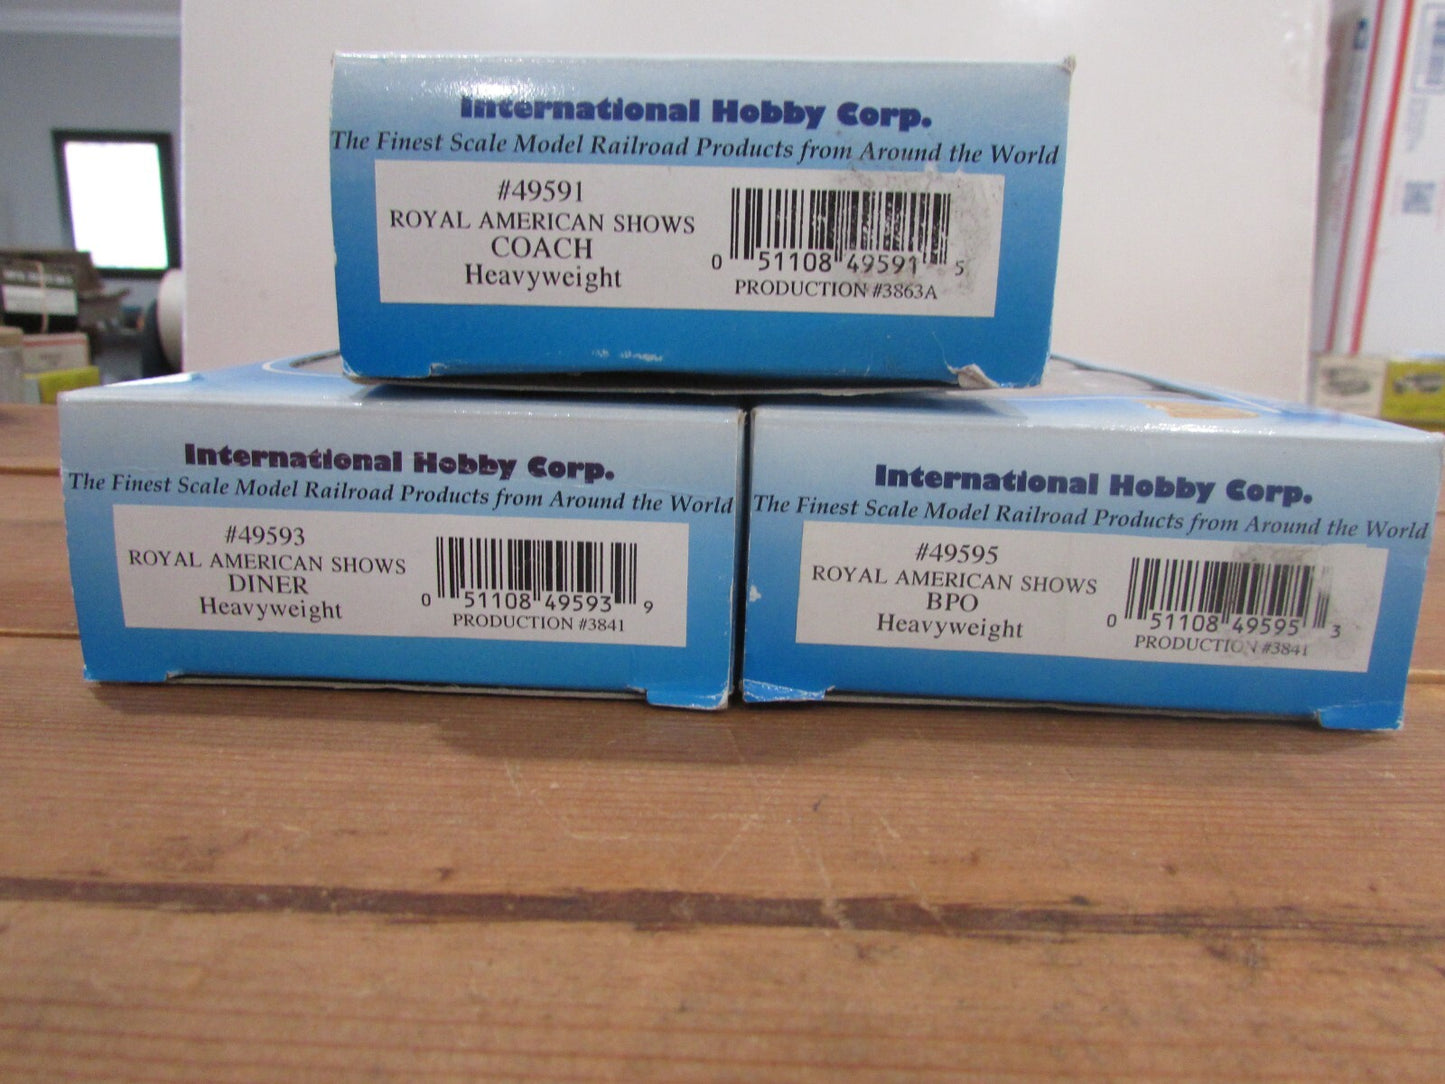 International Hobby Corp.
The Finest Scale Model Railroad Products from Around the World
#49591
ROYAL AMERICAN SHOWS
COACH
Heavyweight
0 51108 49591 5
PRODUCTION #3863A
International Hobby Corp.
The Finest Scale Model Railroad Products from Around the World
#49593
ROYAL AMERICAN SHOWS
DINER
Heavyweight
0 51108 49593 9
PRODUCTION #3841
International Hobby Corp.
The Finest Scale Model Railroad Products from Around the World
#49595
ROYAL AMERICAN SHOWS
BPO
Heavyweight
0 51108 49595 3
PRODUCTION #3841